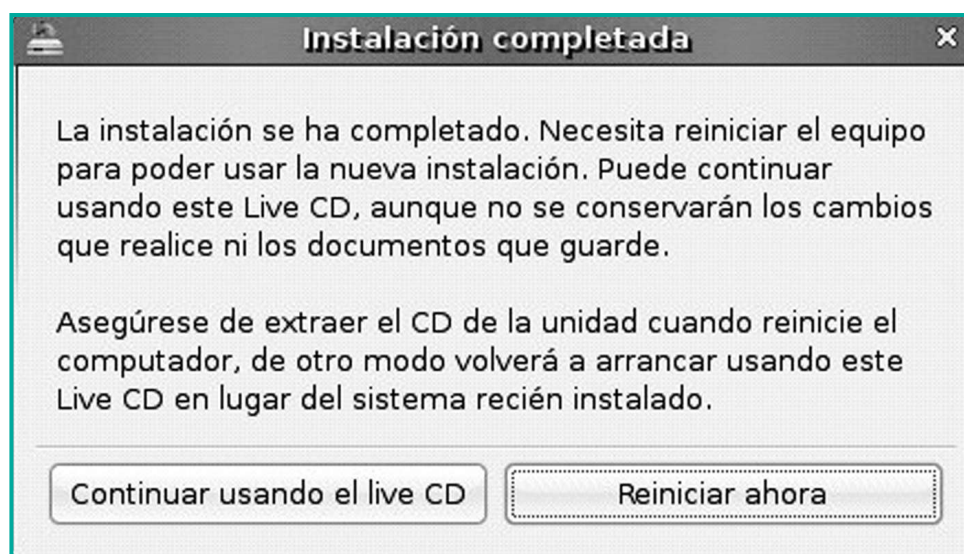 Instalación completada
La instalación se ha completado. Necesita reiniciar el equipo
para poder usar la nueva instalación. Puede continuar
usando este Live CD, aunque no se conservarán los cambios
que realice ni los documentos que guarde.
Asegúrese de extraer el CD de la unidad cuando reinicie el
computador, de otro modo volverá a arrancar usando este
Live CD en lugar del sistema recién instalado.
Continuar usando el live CD
Reiniciar ahora